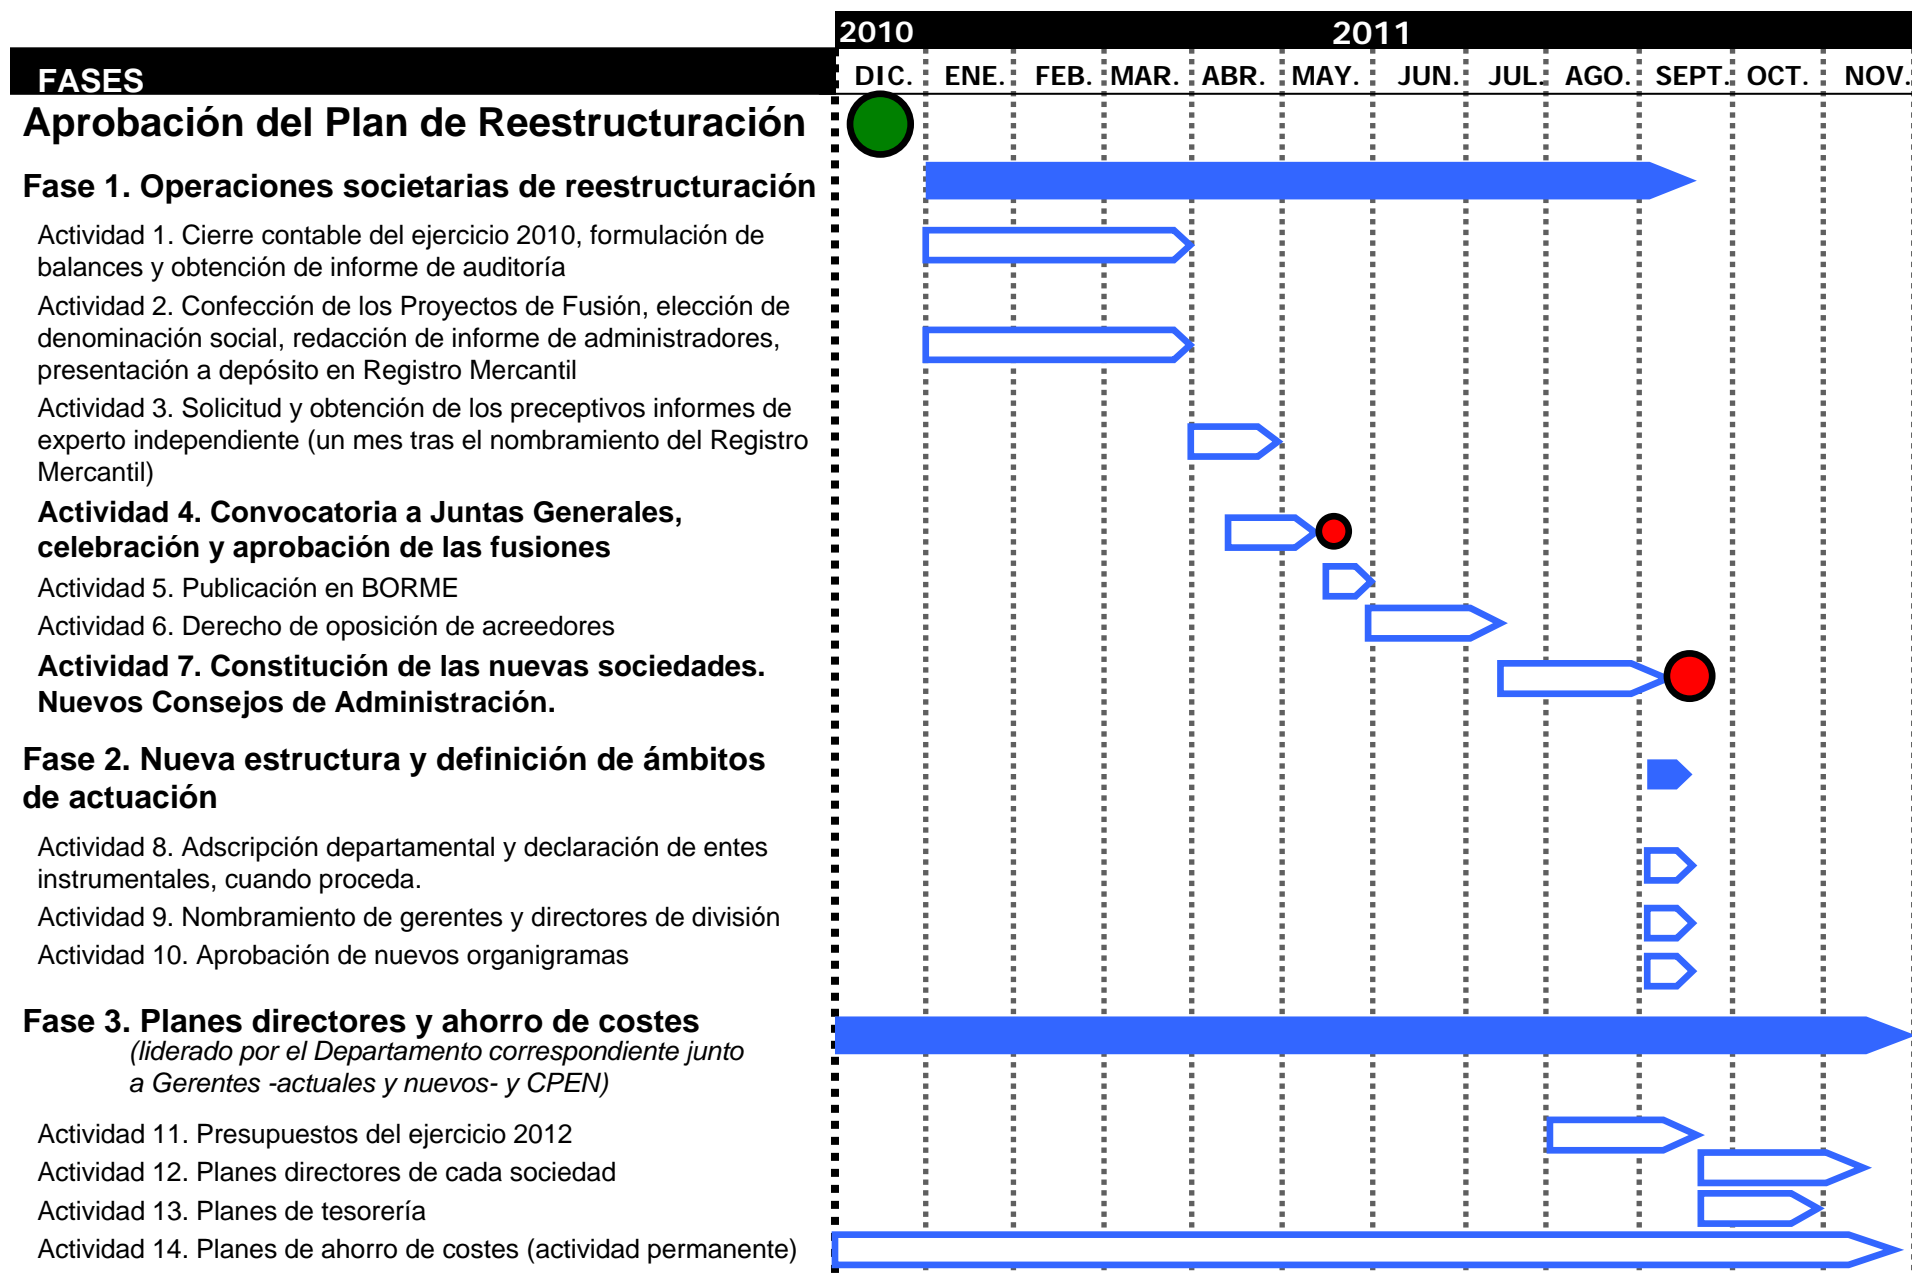 2010 2011
FASES DIC. ENE. FEB. MAR. ABR. MAY. JUN. JUL. AGO. SEPT. OCT. NOV.
Aprobación del Plan de Reestructuración
Fase 1. Operaciones societarias de reestructuración
Actividad 1. Cierre contable del ejercicio 2010, formulación de
balances y obtención de informe de auditoría
Actividad 2. Confección de los Proyectos de Fusión, elección de
denominación social, redacción de informe de administradores,
presentación a depósito en Registro Mercantil
Actividad 3. Solicitud y obtención de los preceptivos informes de
experto independiente (un mes tras el nombramiento del Registro
Mercantil)
Actividad 4. Convocatoria a Juntas Generales,
celebración y aprobación de las fusiones
Actividad 5. Publicación en BORME
Actividad 6. Derecho de oposición de acreedores
Actividad 7. Constitución de las nuevas sociedades.
Nuevos Consejos de Administración.
Fase 2. Nueva estructura y definición de ámbitos
de actuación
Actividad 8. Adscripción departamental y declaración de entes
instrumentales, cuando proceda.
Actividad 9. Nombramiento de gerentes y directores de división
Actividad 10. Aprobación de nuevos organigramas
Fase 3. Planes directores y ahorro de costes
(liderado por el Departamento correspondiente junto
a Gerentes -actuales y nuevos- y CPEN)
Actividad 11. Presupuestos del ejercicio 2012
Actividad 12. Planes directores de cada sociedad
Actividad 13. Planes de tesorería
Actividad 14. Planes de ahorro de costes (actividad permanente)